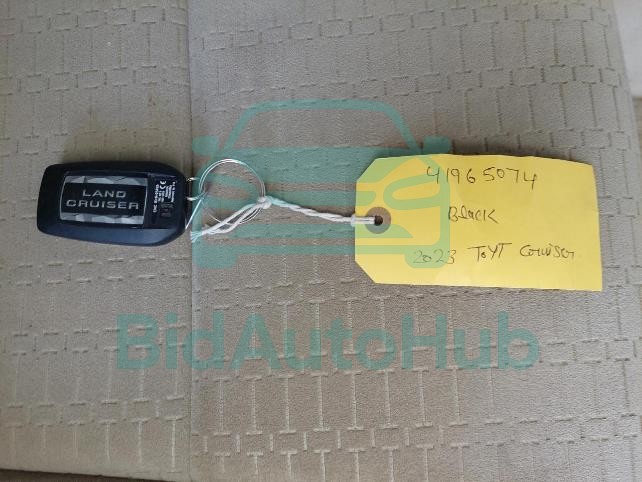 LAND
CRUISER
41965074
Black
2023 ToYT Cruiser
BidAutoHub